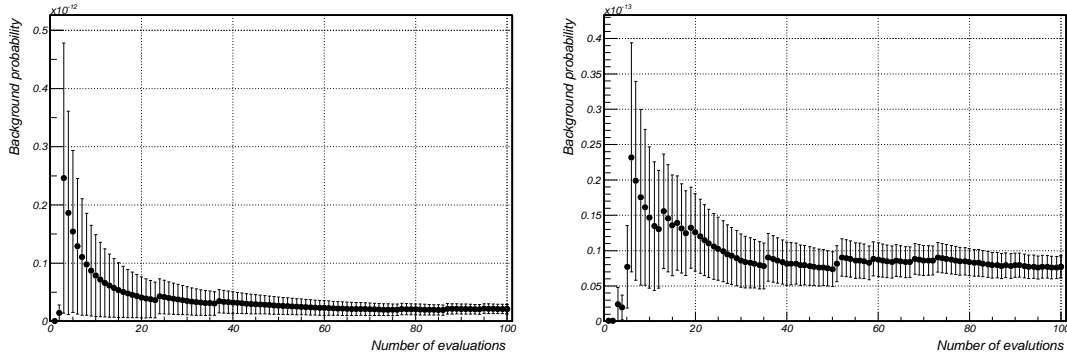 ×10⁻¹²
Background probability
0.5
0.4
0.3
0.2
0.1
0
0 20 40 60 80 100
Number of evaluations
×10⁻¹³
Background probability
0.4
0.35
0.3
0.25
0.2
0.15
0.1
0.05
0
0 20 40 60 80 100
Number of evalutions